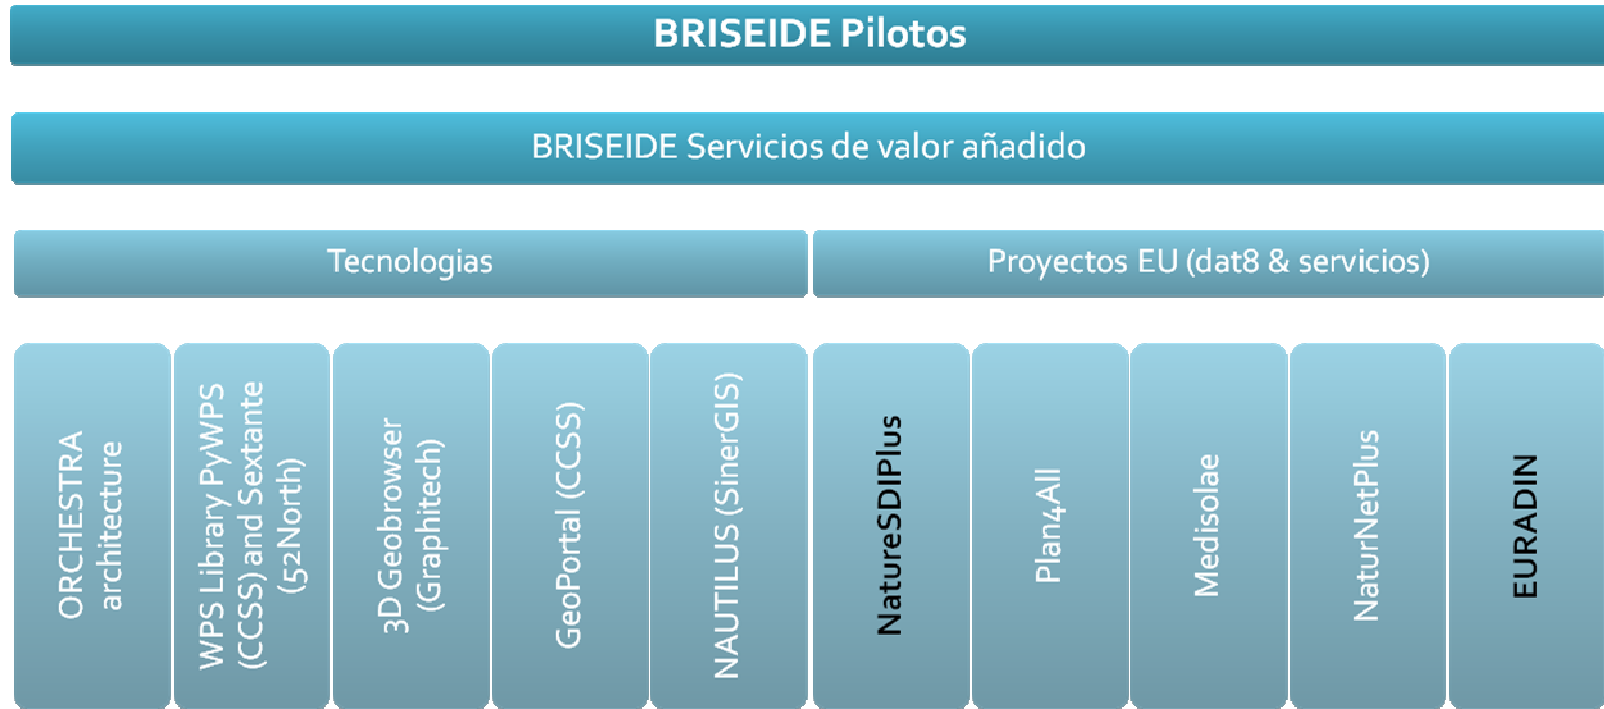 BRISEIDE Pilotos
BRISEIDE Servicios de valor añadido
Tecnologias
Proyectos EU (dat8 & servicios)
ORCHESTRA
architecture
WPS Library PyWPS
(CCSS) and Sextante
(52North)
3D Geobrowser
(Graphitech)
GeoPortal (CCSS)
NAUTILUS (SinerGIS)
NatureSDIPlus
Plan4All
Medisolae
NaturNetPlus
EURADIN